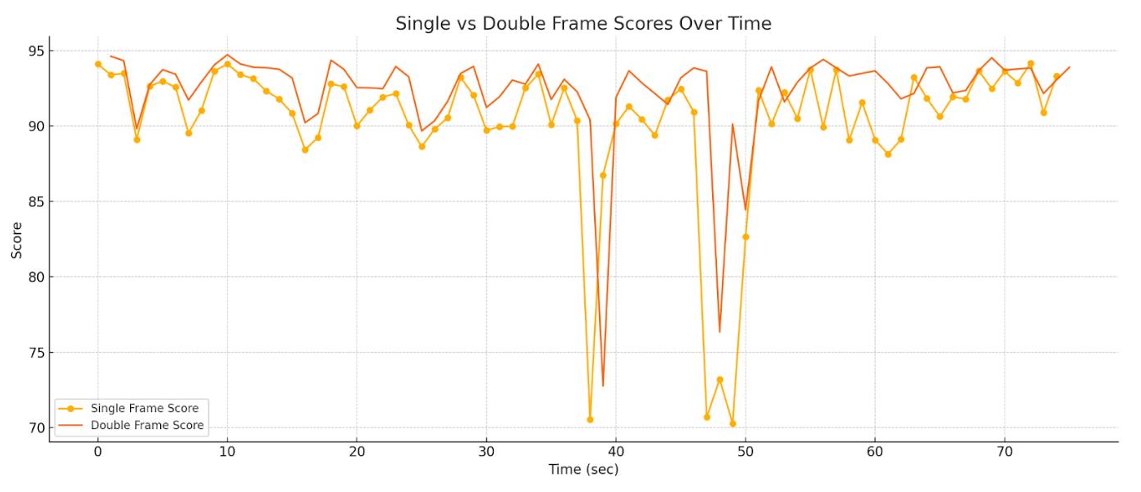 Single vs Double Frame Scores Over Time
95
90
85
80
75
70
Score
Single Frame Score
Double Frame Score
0 10 20 30 40 50 60 70
Time (sec)